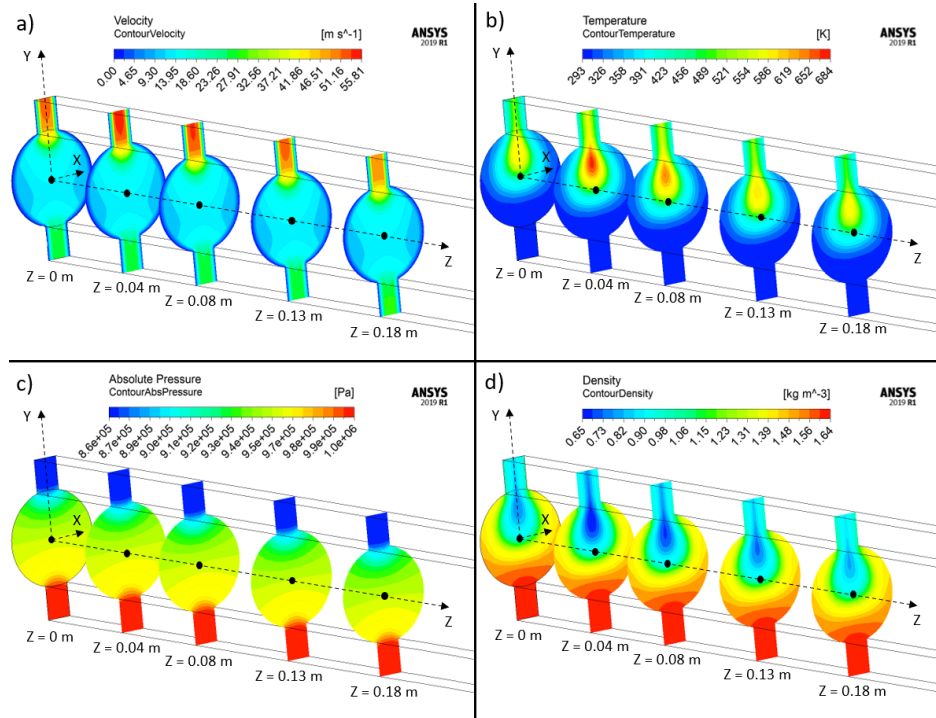 a)
Velocity
ContourVelocity
[m s^-1]
ANSYS
2019 R1
0.00
4.65
9.30
13.95
18.60
23.26
27.91
32.56
37.21
41.86
46.51
51.16
55.81
Y
X
Z
Z = 0 m
Z = 0.04 m
Z = 0.08 m
Z = 0.13 m
Z = 0.18 m
b)
Temperature
ContourTemperature
[K]
ANSYS
2019 R1
293
326
358
391
423
456
489
521
554
586
619
652
684
Y
X
Z
Z = 0 m
Z = 0.04 m
Z = 0.08 m
Z = 0.13 m
Z = 0.18 m
c)
Absolute Pressure
ContourAbsPressure
[Pa]
ANSYS
2019 R1
8.6e+05
8.7e+05
8.9e+05
9.0e+05
9.1e+05
9.2e+05
9.3e+05
9.4e+05
9.5e+05
9.7e+05
9.8e+05
9.9e+05
1.0e+06
Y
X
Z
Z = 0 m
Z = 0.04 m
Z = 0.08 m
Z = 0.13 m
Z = 0.18 m
d)
Density
ContourDensity
[kg m^-3]
ANSYS
2019 R1
0.65
0.73
0.82
0.90
0.98
1.06
1.15
1.23
1.31
1.39
1.48
1.56
1.64
Y
X
Z
Z = 0 m
Z = 0.04 m
Z = 0.08 m
Z = 0.13 m
Z = 0.18 m